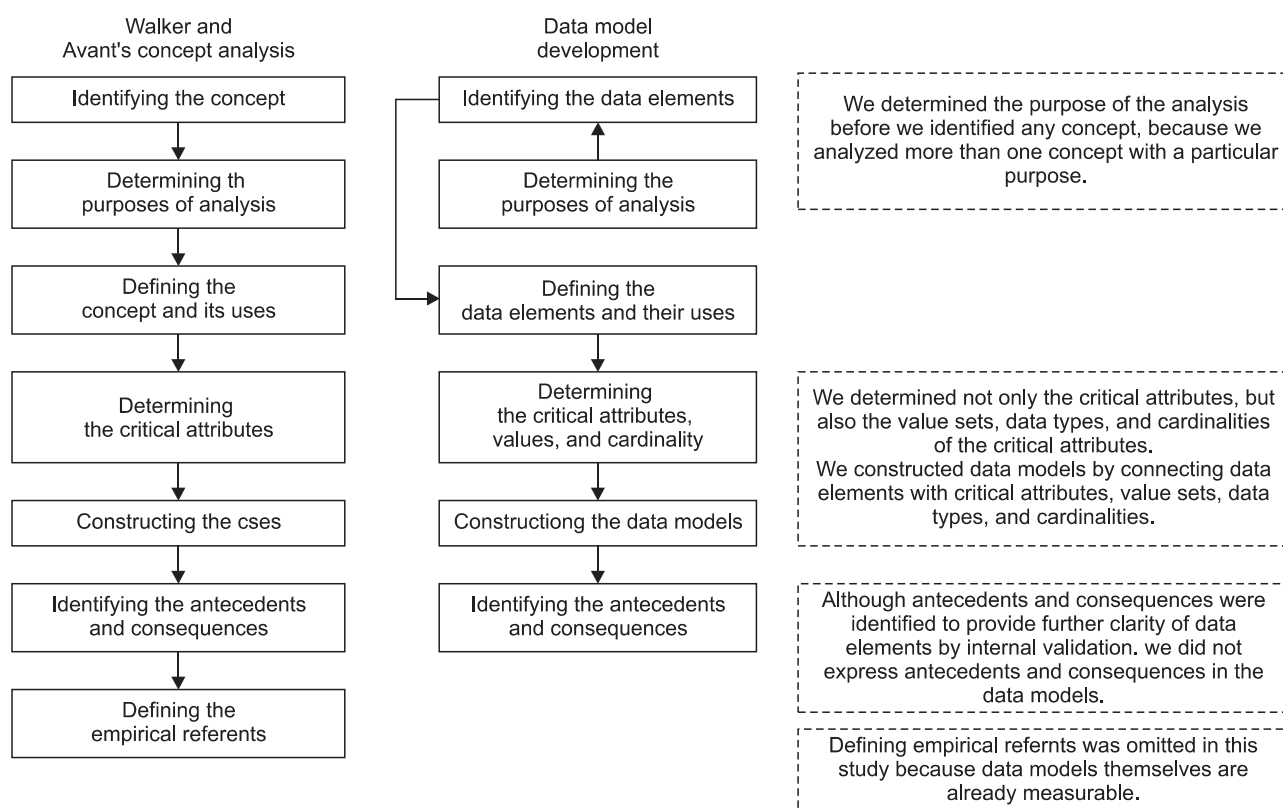 Walker and
Avant's concept analysis
Identifying the concept
Determining th
purposes of analysis
Defining the
concept and its uses
Determining
the critical attributes
Constructing the cses
Identifying the antecedents
and consequences
Defining the
empirical referents
Data model
development
Identifying the data elements
Determining the
purposes of analysis
Defining the
data elements and their uses
Determining
the critical attributes,
values, and cardinality
Constructiong the data models
Identifying the antecedents
and consequences
We determined the purpose of the analysis
before we identified any concept, because we
analyzed more than one concept with a particular
purpose.
We determined not only the critical attributes, but
also the value sets, data types, and cardinalities
of the critical attributes.
We constructed data models by connecting data
elements with critical attributes, value sets, data
types, and cardinalities.
Although antecedents and consequences were
identified to provide further clarity of data
elements by internal validation. we did not
express antecedents and consequences in the
data models.
Defining empirical refernts was omitted in this
study because data models themselves are
already measurable.